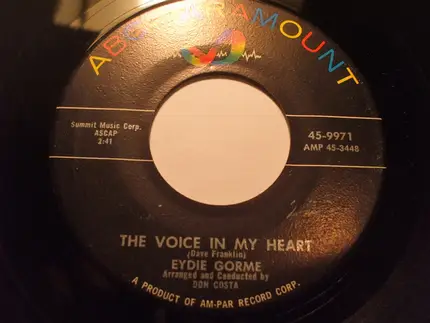 ABC-PARAMOUNT
Summit Music Corp.
ASCAP
2:41
45-9971
AMP 45-3448
THE VOICE IN MY HEART
(Dave Franklin)
EYDIE GORME
Arranged and Conducted by
DON COSTA
A PRODUCT OF AM-PAR RECORD CORP.